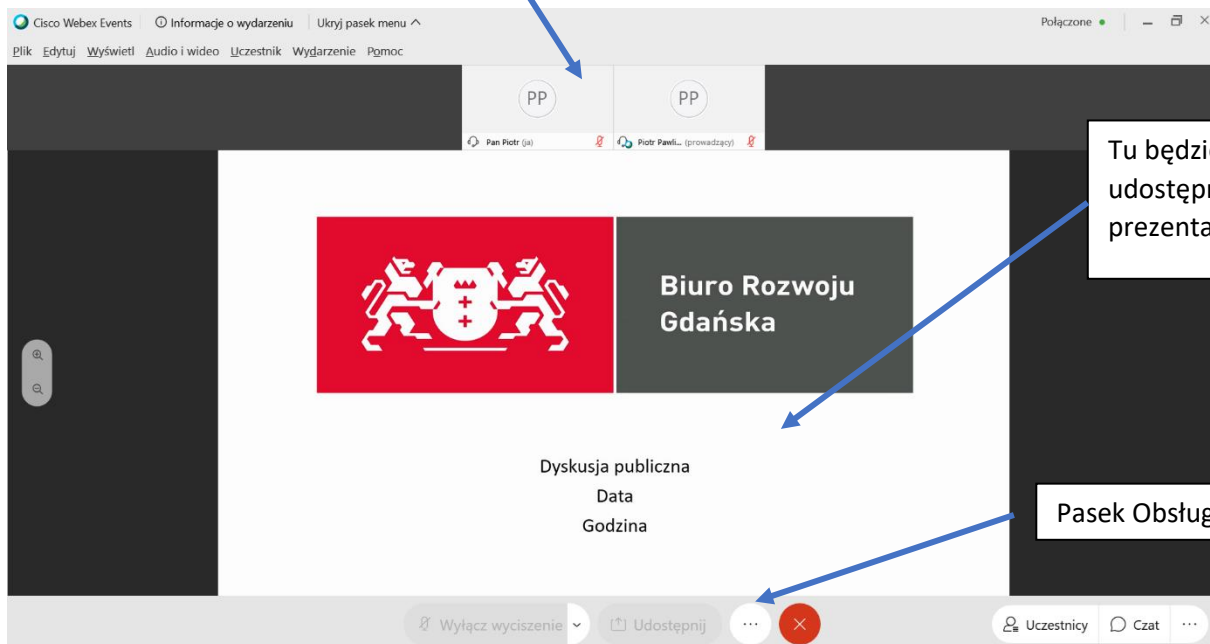 Cisco Webex Events Informacje o wydarzeniu Ukryj pasek menu Połączone
Plik Edytuj Wyświetl Audio i wideo Uczestnik Wydarzenie Pomoc
PP PP
Pan Piotr (ja) Piotr Pawli... (prowadzący)
Tu będzi
udostępn
prezenta
Biuro Rozwoju
Gdańska
Dyskusja publiczna
Data
Godzina
Pasek Obsług
Wyłącz wyciszenie Udostępnij ... Uczestnicy Czat ...